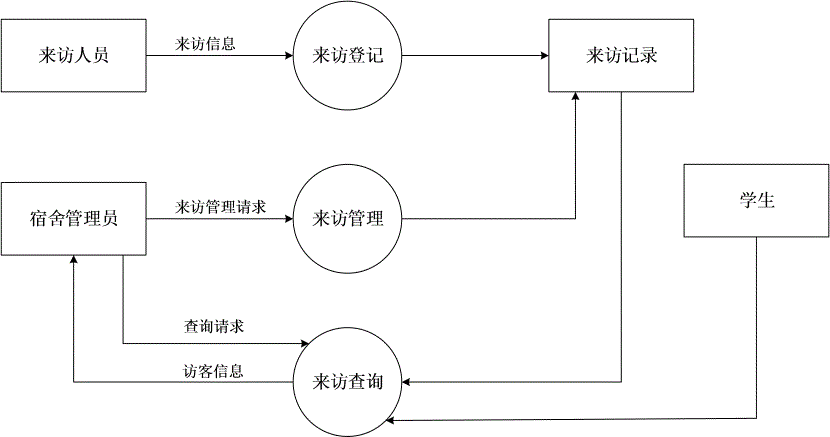 来访人员
来访信息
来访登记
来访记录
宿舍管理员
来访管理请求
来访管理
学生
查询请求
访客信息
来访查询